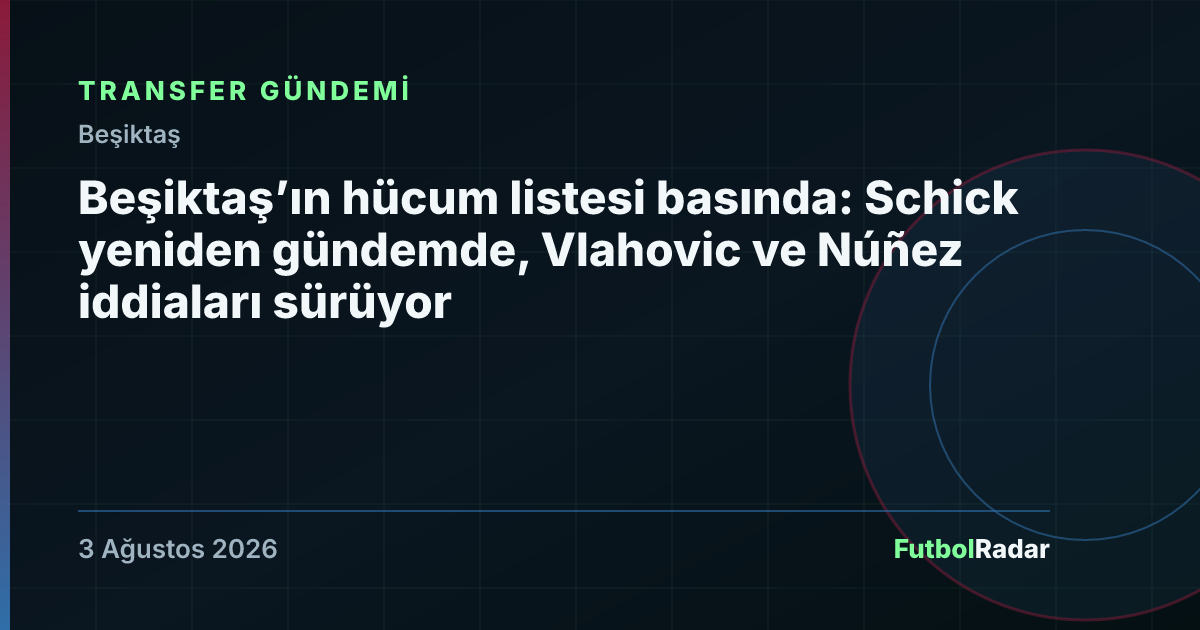 TRANSFER GÜNDEMİ
Beşiktaş
Beşiktaş’ın hücum listesi basında: Schick
yeniden gündemde, Vlahovic ve Núñez
iddiaları sürüyor
3 Ağustos 2026
FutbolRadar